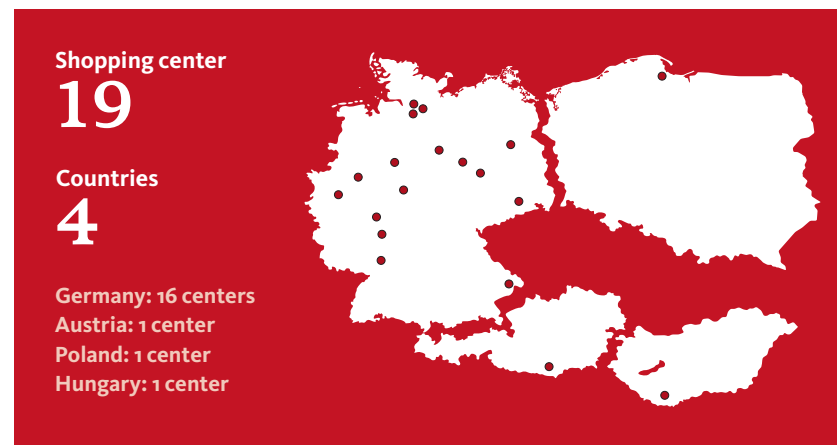 Shopping center
19
Countries
4
Germany: 16 centers
Austria: 1 center
Poland: 1 center
Hungary: 1 center